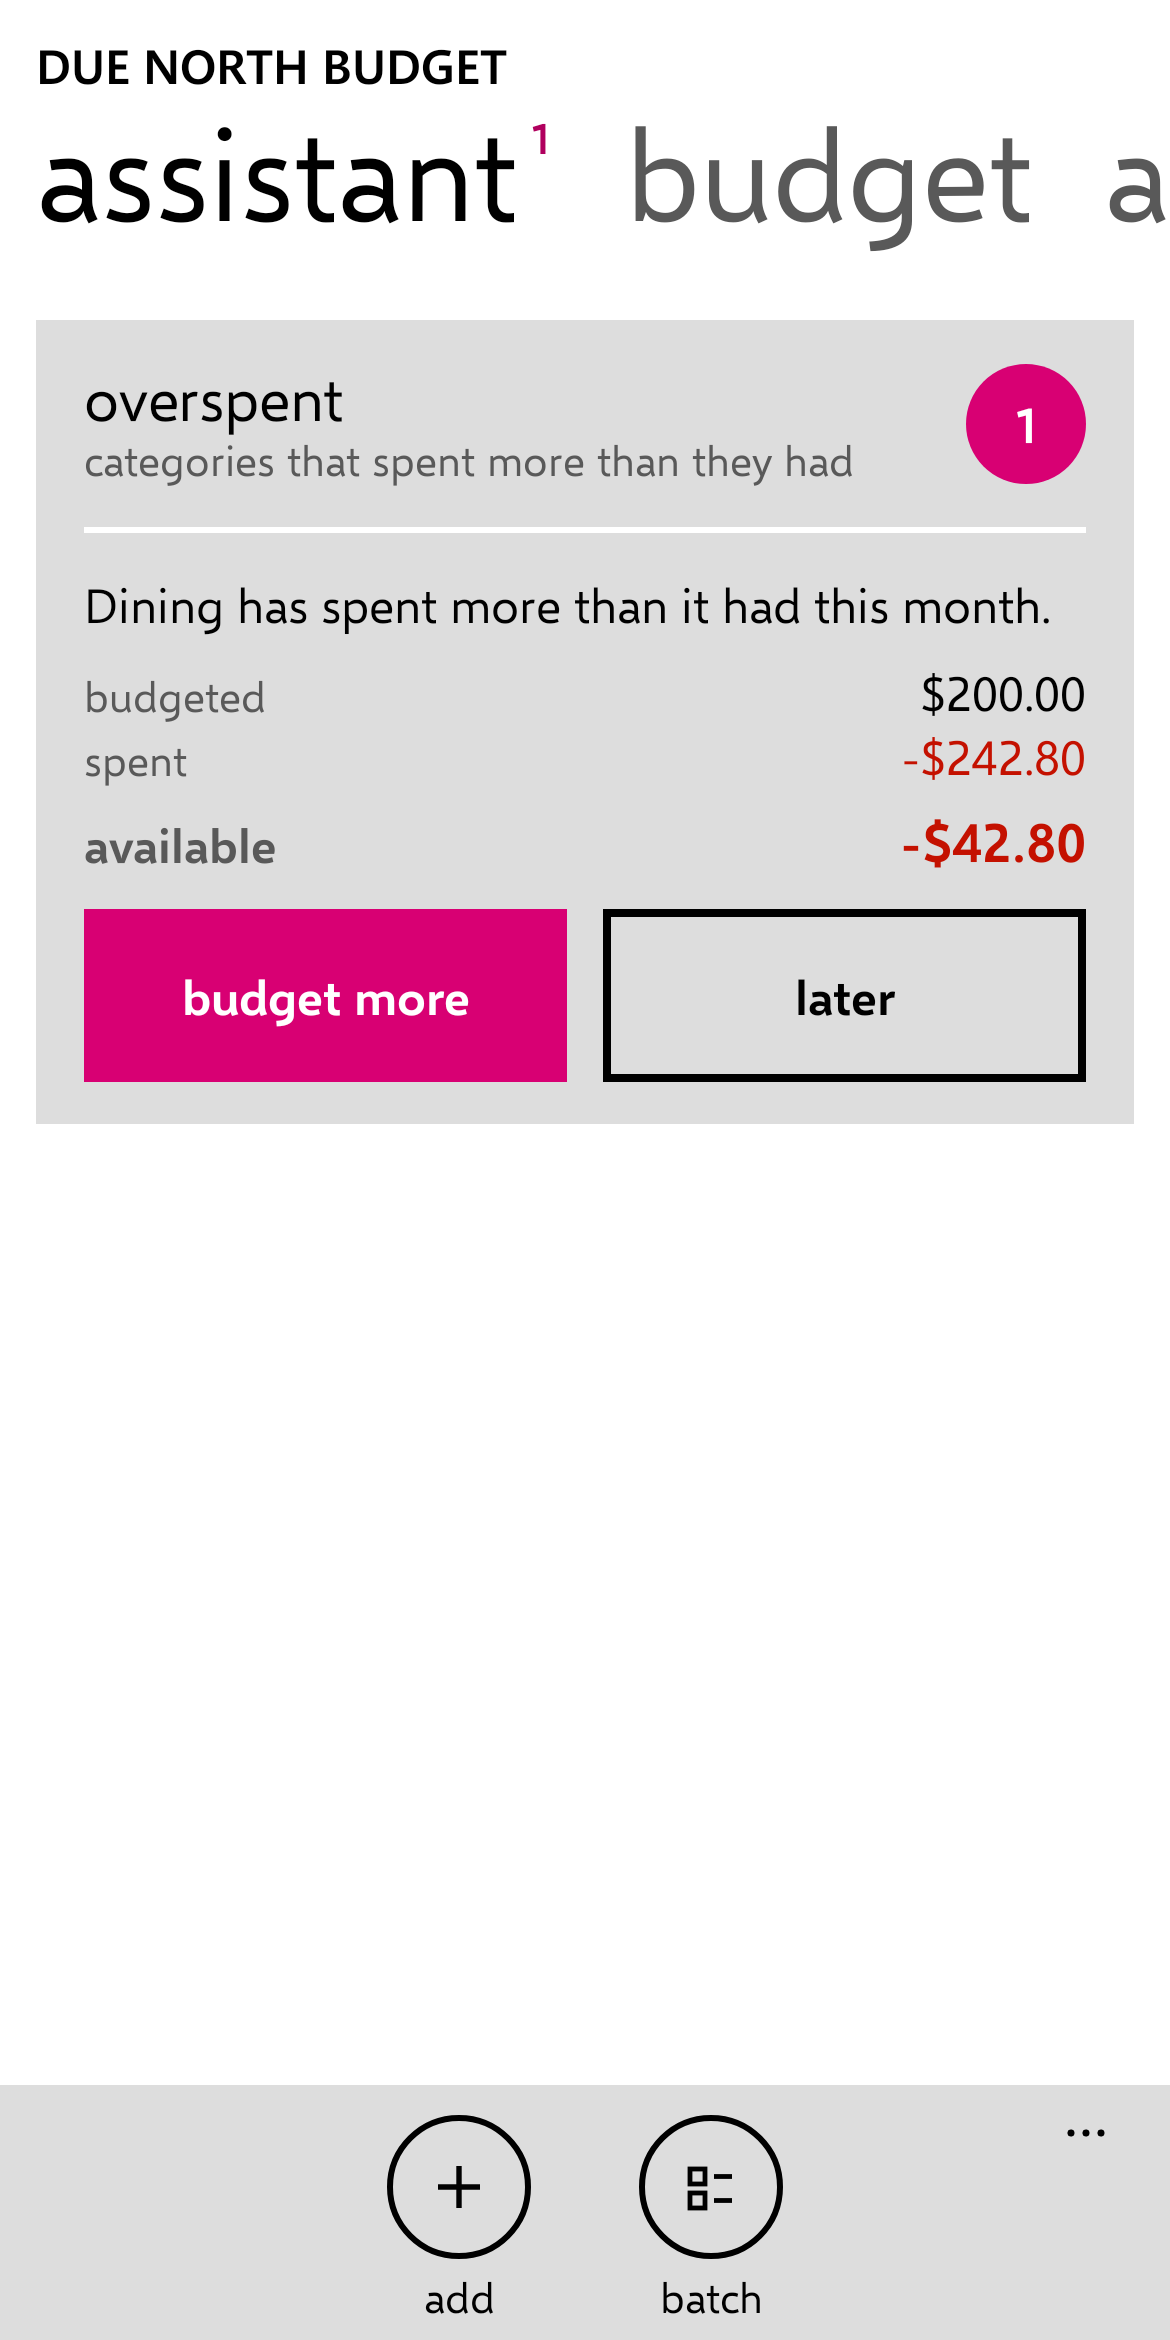 DUE NORTH BUDGET
assistant 1 budget a
overspent
categories that spent more than they had
1
Dining has spent more than it had this month.
budgeted $200.00
spent -$242.80
available -$42.80
budget more later
...
add batch